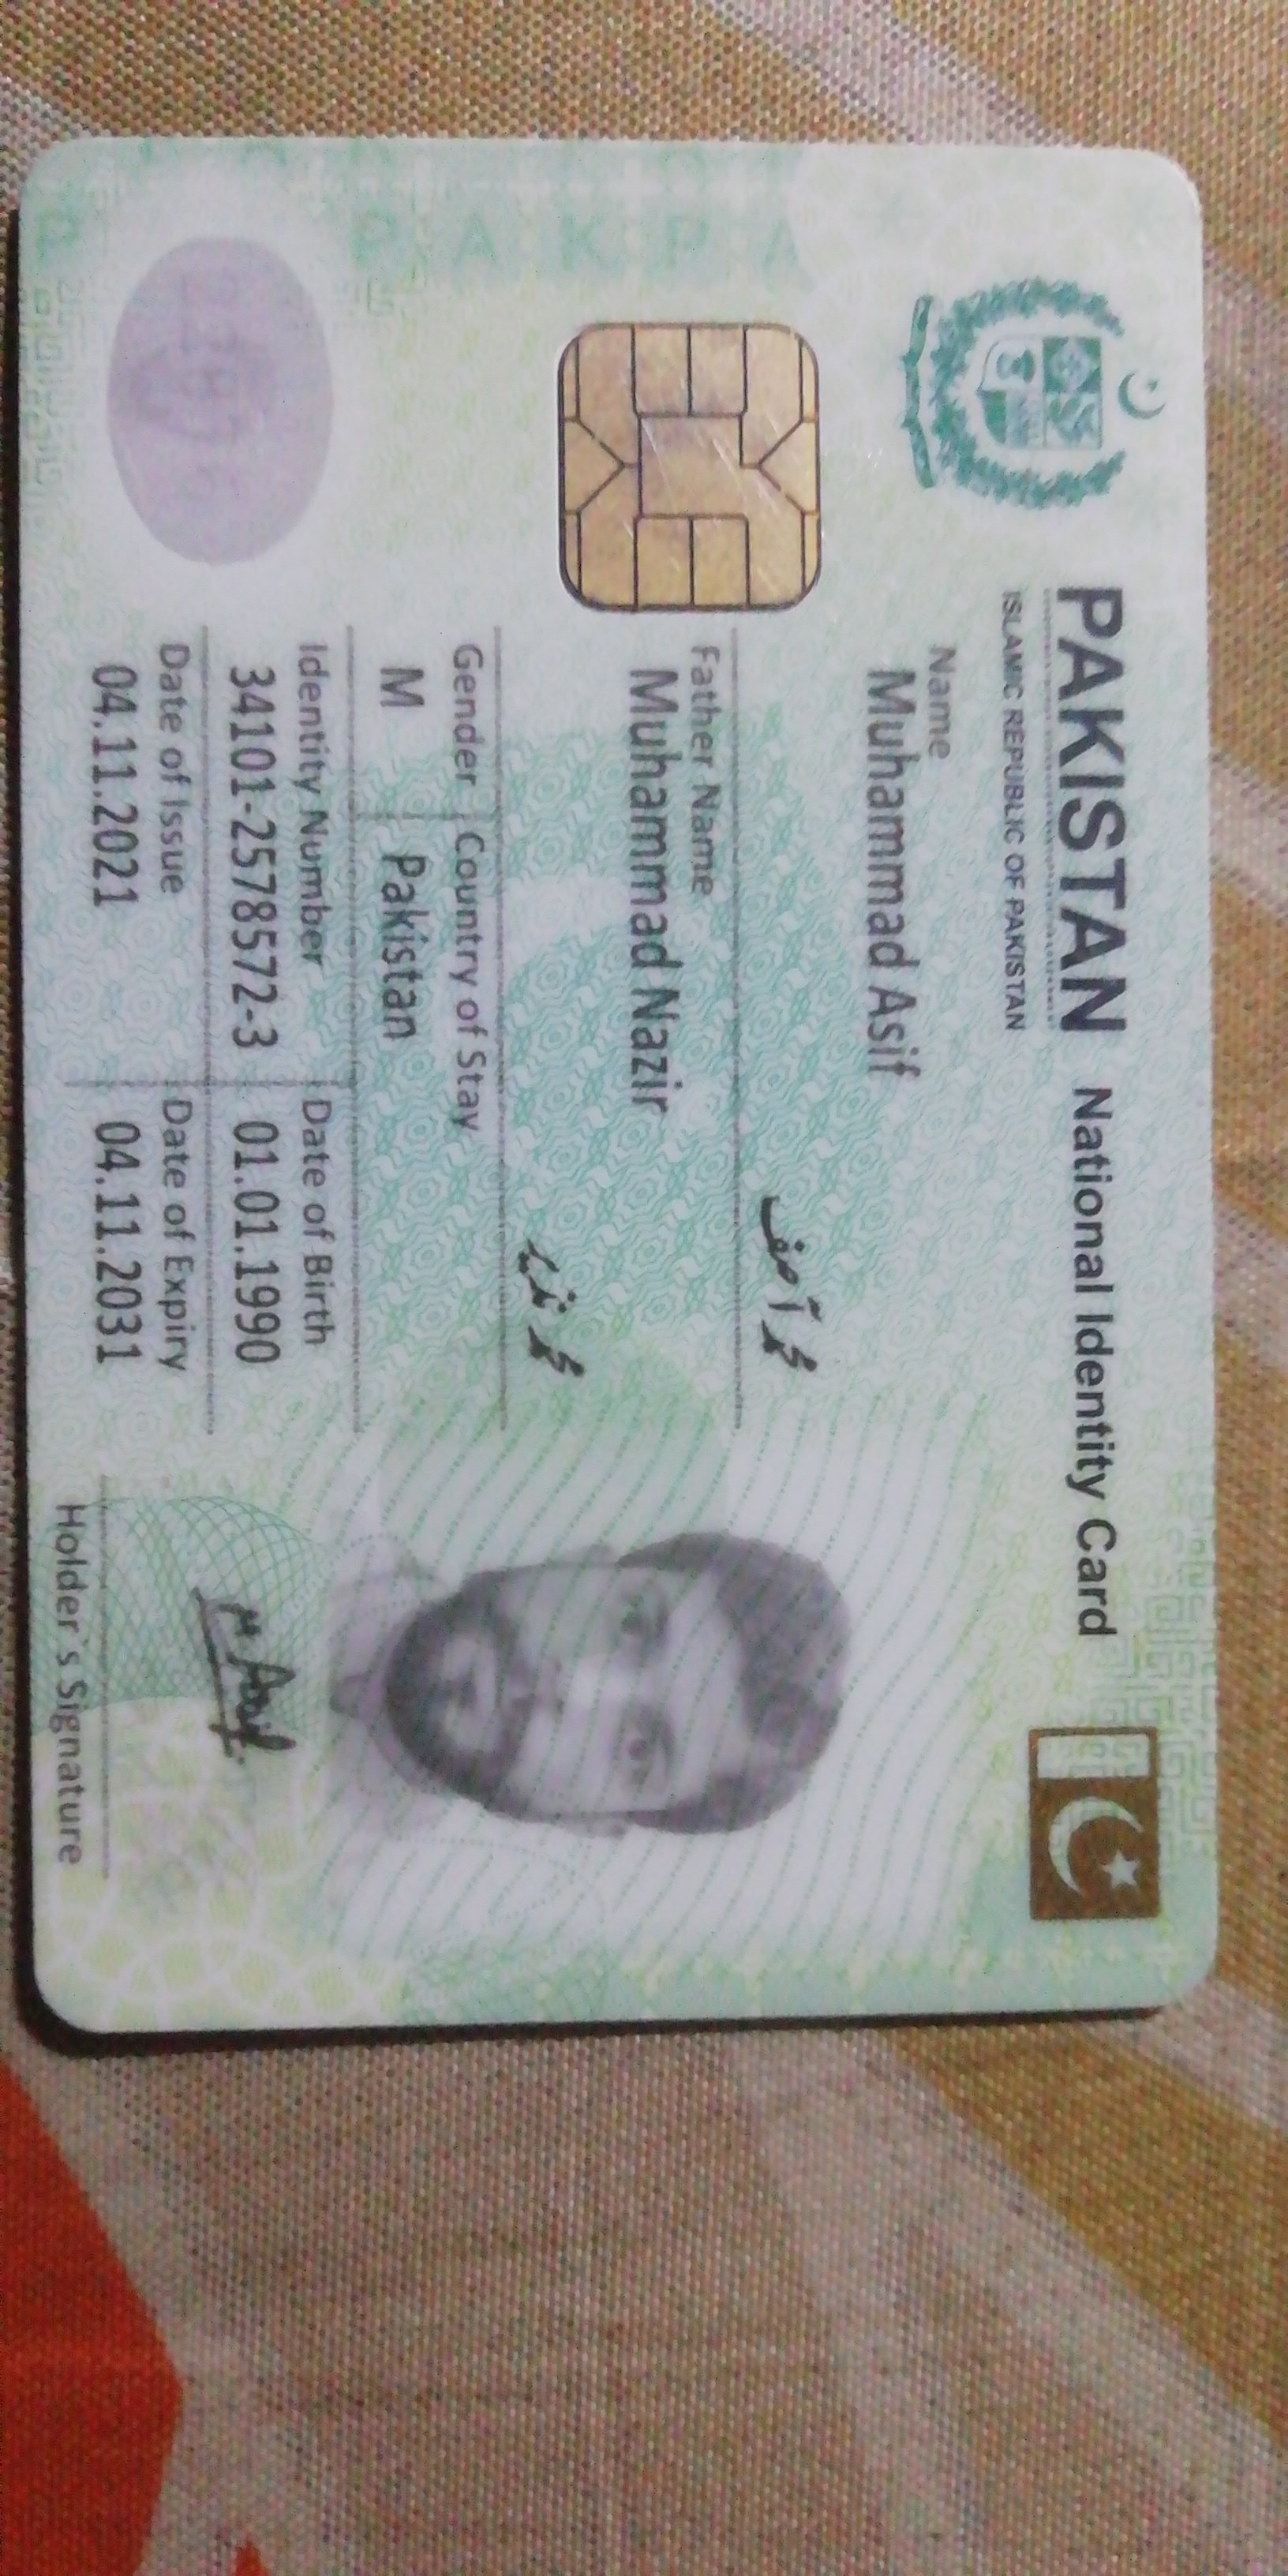 PAKISTAN National Identity Card
ISLAMIC REPUBLIC OF PAKISTAN
Name
Muhammad Asif
محمد آصف
Father Name
Muhammad Nazir
محمد نذیر
Gender Country of Stay
M Pakistan
Identity Number Date of Birth
34101-2578572-3 01.01.1990
Date of Issue Date of Expiry
04.11.2021 04.11.2031
Holder's Signature
M Asif
PAKPA